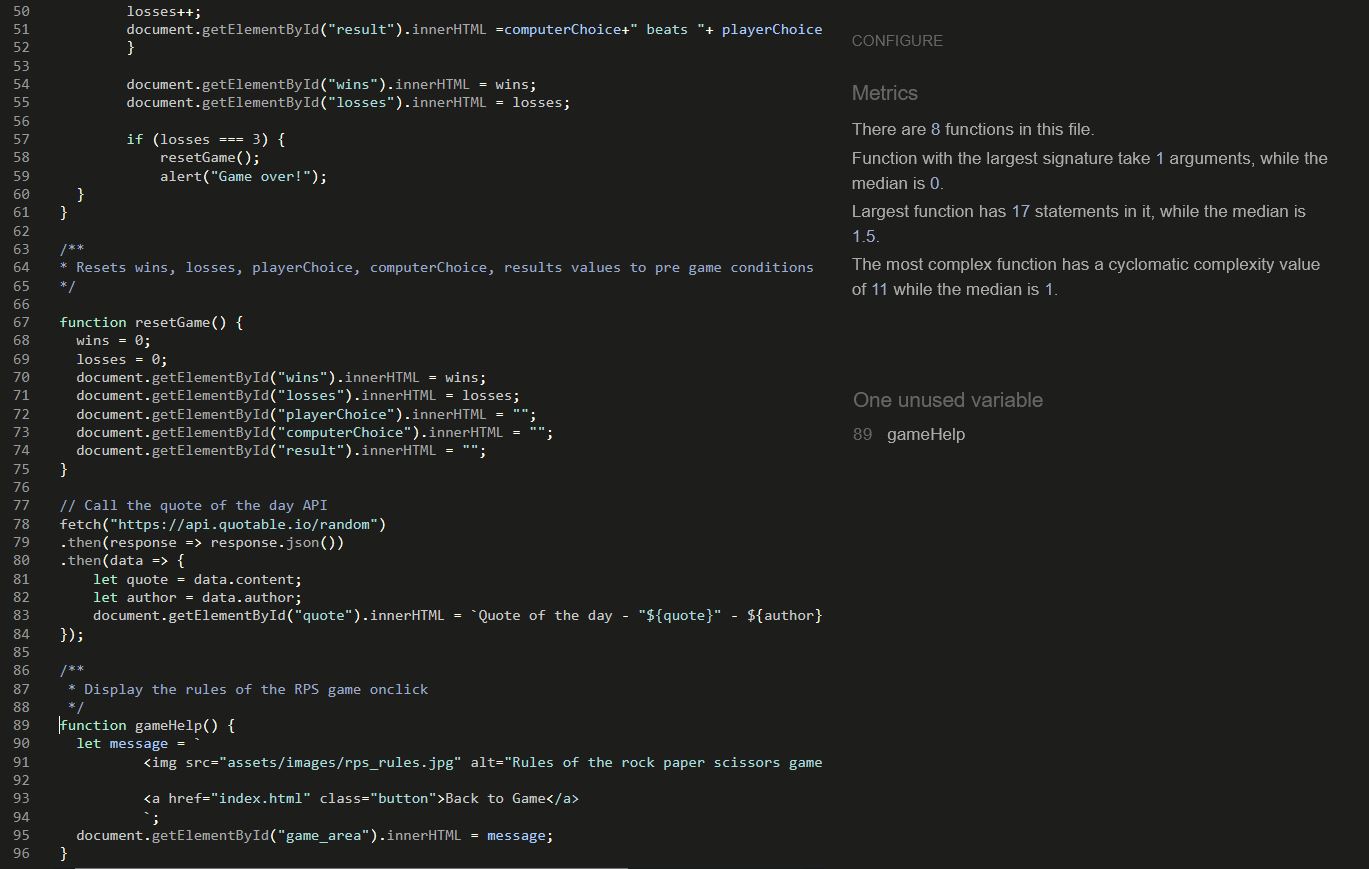 50 losses++;
51 document.getElementById("result").innerHTML =computerChoice+" beats "+ playerChoice
52 }
53
54 document.getElementById("wins").innerHTML = wins;
55 document.getElementById("losses").innerHTML = losses;
56
57 if (losses === 3) {
58 resetGame();
59 alert("Game over!");
60 }
61 }
62
63 /**
64 * Resets wins, losses, playerChoice, computerChoice, results values to pre game conditions
65 */
66
67 function resetGame() {
68 wins = 0;
69 losses = 0;
70 document.getElementById("wins").innerHTML = wins;
71 document.getElementById("losses").innerHTML = losses;
72 document.getElementById("playerChoice").innerHTML = "";
73 document.getElementById("computerChoice").innerHTML = "";
74 document.getElementById("result").innerHTML = "";
75 }
76
77 // Call the quote of the day API
78 fetch("https://api.quotable.io/random")
79 .then(response => response.json())
80 .then(data => {
81 let quote = data.content;
82 let author = data.author;
83 document.getElementById("quote").innerHTML = `Quote of the day - "${quote}" - ${author}
84 });
85
86 /**
87 * Display the rules of the RPS game onclick
88 */
89 function gameHelp() {
90 let message = `
91 <img src="assets/images/rps_rules.jpg" alt="Rules of the rock paper scissors game
92
93 <a href="index.html" class="button">Back to Game</a>
94 `;
95 document.getElementById("game_area").innerHTML = message;
96 }
CONFIGURE
Metrics
There are 8 functions in this file.
Function with the largest signature take 1 arguments, while the
median is 0.
Largest function has 17 statements in it, while the median is
1.5.
The most complex function has a cyclomatic complexity value
of 11 while the median is 1.
One unused variable
89 gameHelp